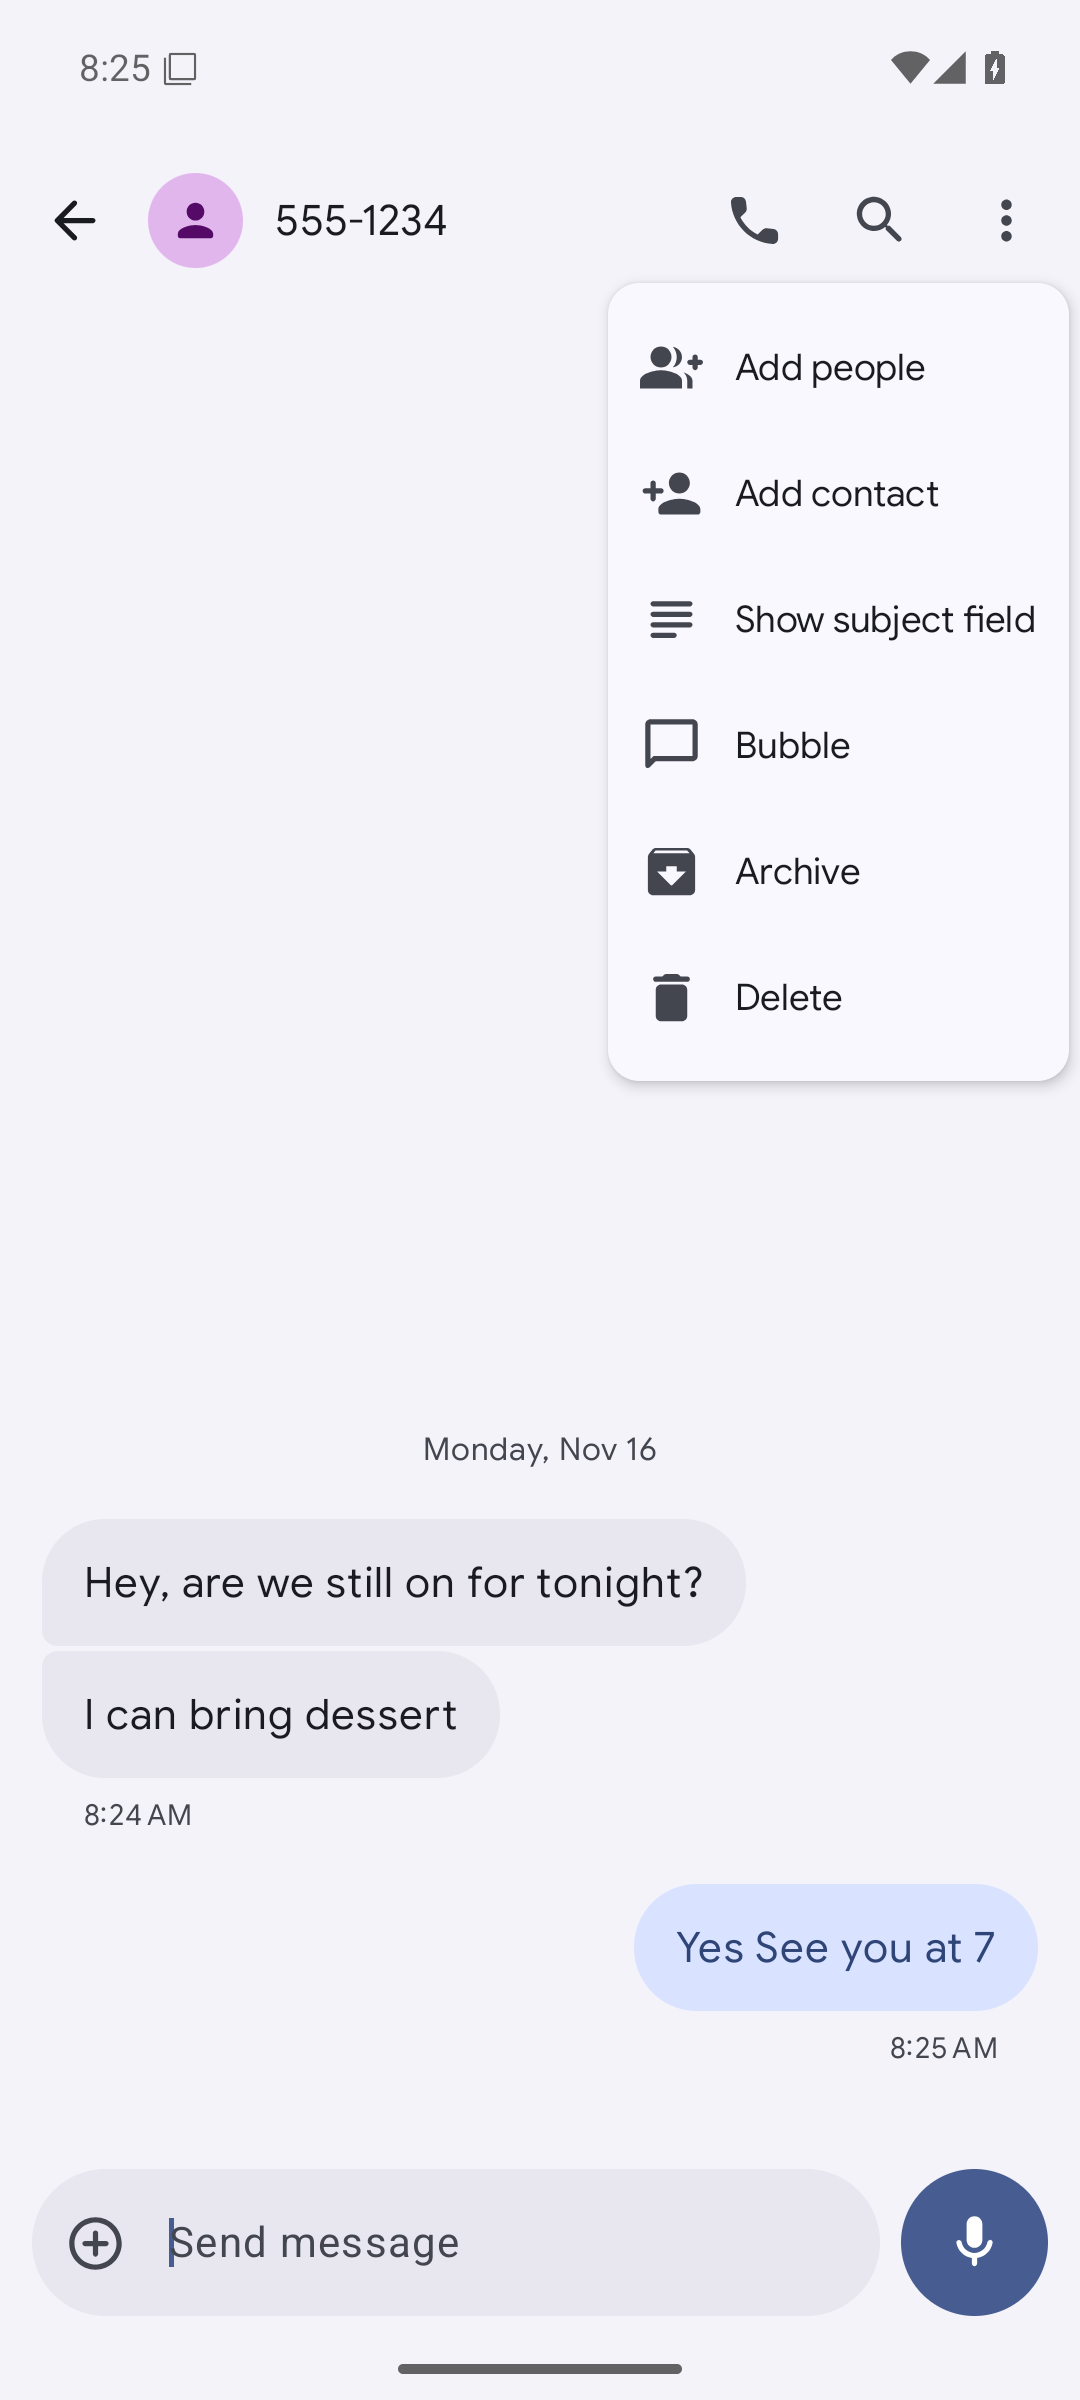 8:25
555-1234
Add people
Add contact
Show subject field
Bubble
Archive
Delete
Monday, Nov 16
Hey, are we still on for tonight?
I can bring dessert
8:24 AM
Yes See you at 7
8:25 AM
Send message